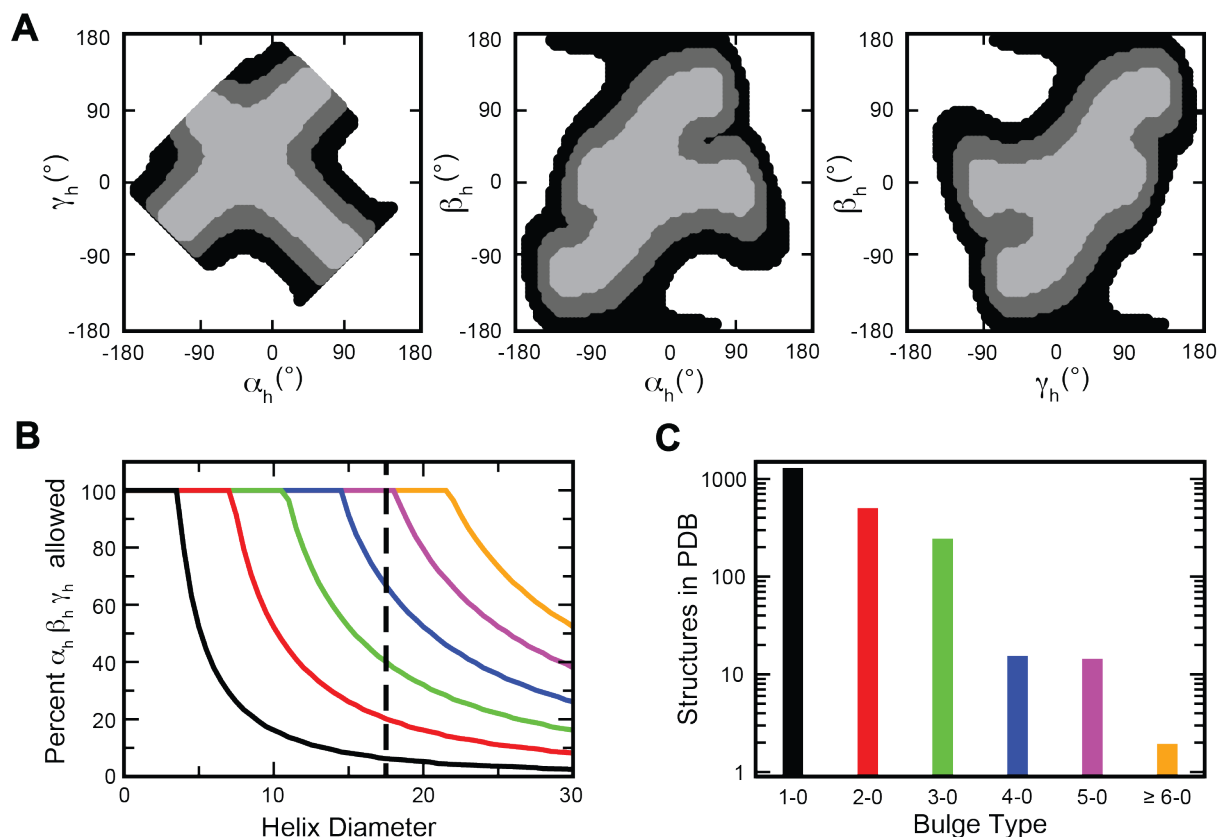 A
180
90
0
-90
-180
γh(°)
-180 -90 0 90 180
αh(°)
180
90
0
-90
-180
βh(°)
-180 -90 0 90 180
αh(°)
180
90
0
-90
-180
βh(°)
-180 -90 0 90 180
γh(°)
B
100
80
60
40
20
0
Percent αh βh γh allowed
0 10 20 30
Helix Diameter
C
1000
100
10
1
Structures in PDB
1-0 2-0 3-0 4-0 5-0 ≥ 6-0
Bulge Type